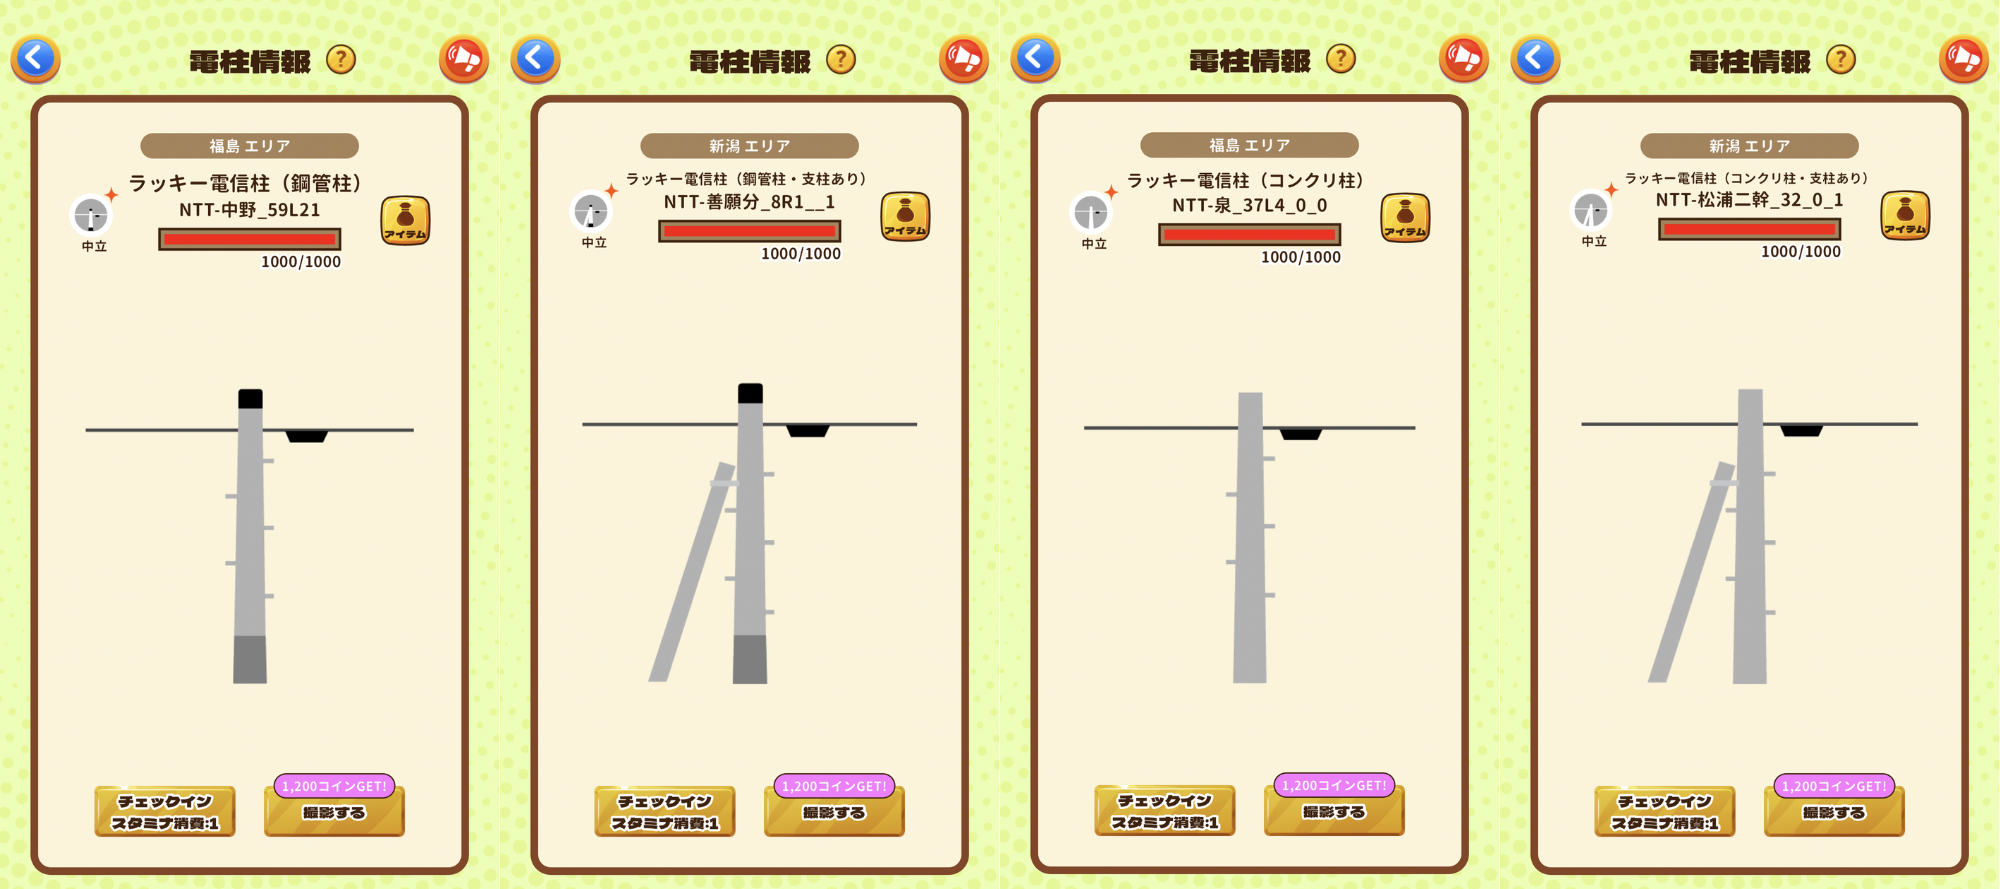 電柱情報 ?
福島 エリア
ラッキー電信柱（鋼管柱）
NTT-中野_59L21
中立
アイテム
1000/1000
1,200コインGET!
チェックイン
スタミナ消費:1
撮影する
電柱情報 ?
新潟 エリア
ラッキー電信柱（鋼管柱・支柱あり）
NTT-善願分_8R1__1
中立
アイテム
1000/1000
1,200コインGET!
チェックイン
スタミナ消費:1
撮影する
電柱情報 ?
福島 エリア
ラッキー電信柱（コンクリ柱）
NTT-泉_37L4_0_0
中立
アイテム
1000/1000
1,200コインGET!
チェックイン
スタミナ消費:1
撮影する
電柱情報 ?
新潟 エリア
ラッキー電信柱（コンクリ柱・支柱あり）
NTT-松浦二幹_32_0_1
中立
アイテム
1000/1000
1,200コインGET!
チェックイン
スタミナ消費:1
撮影する